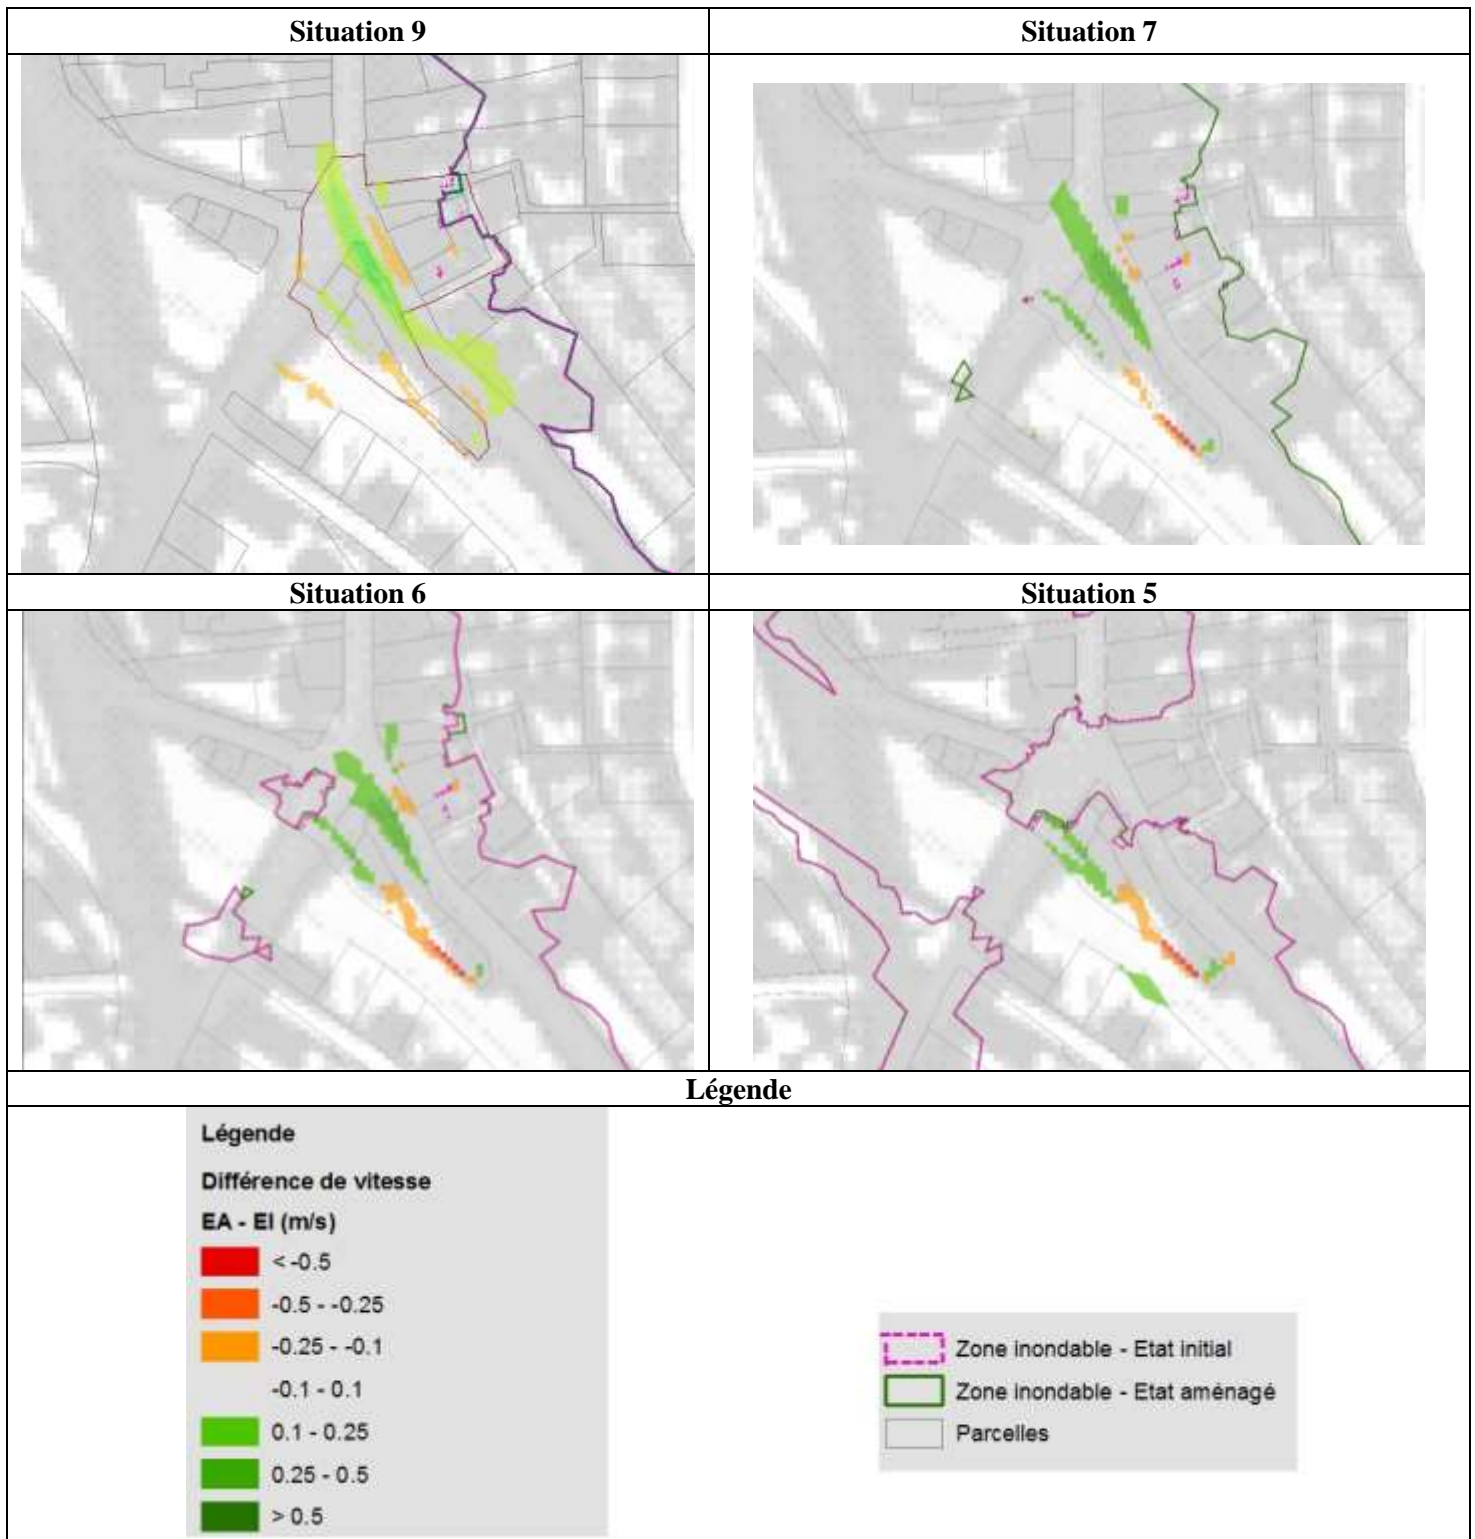 Situation 9
Situation 7
Situation 6
Situation 5
Légende
Légende
Différence de vitesse
EA - EI (m/s)
< -0.5
-0.5 - -0.25
-0.25 - -0.1
-0.1 - 0.1
0.1 - 0.25
0.25 - 0.5
> 0.5
Zone inondable - Etat initial
Zone inondable - Etat aménagé
Parcelles